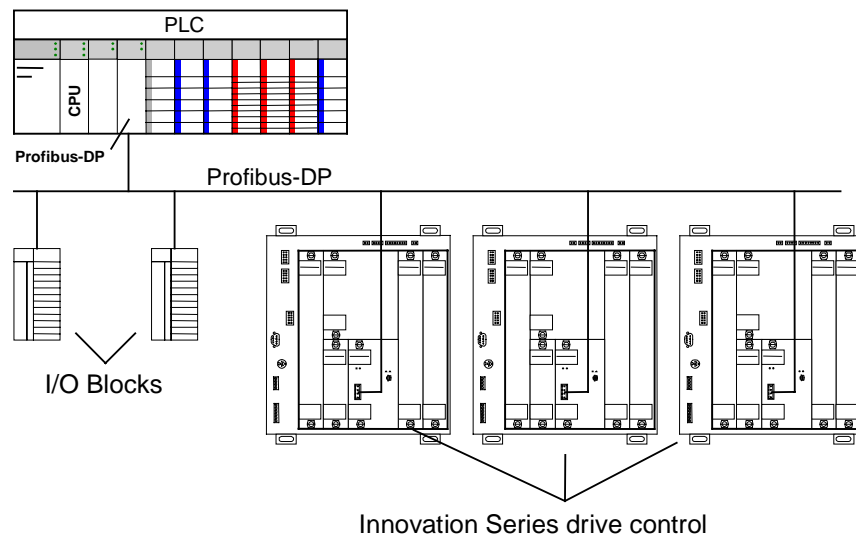 PLC
CPU
Profibus-DP
Profibus-DP
I/O Blocks
Innovation Series drive control